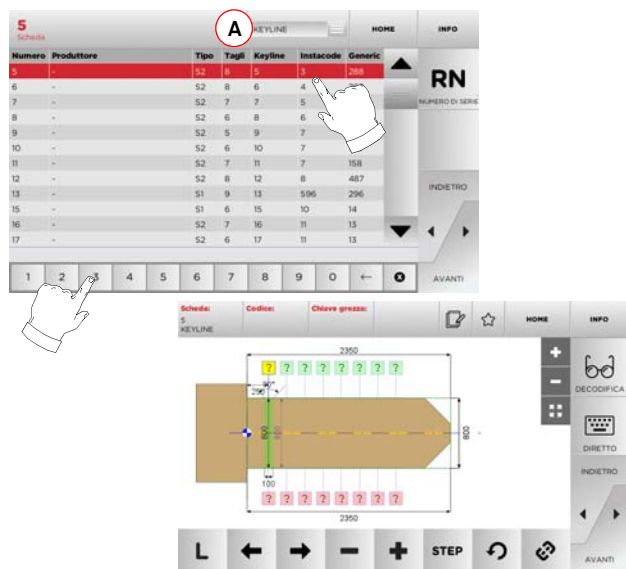 5
Scheda
A
KEYLINE
HOME
INFO
Numero Produttore Tipo Tagli Keyline Instacode Generic
5 - S2 8 5 3 288
6 - S2 8 6 4
7 - S2 7 7 5
8 - S2 6 8 6
9 - S2 5 9 7
10 - S2 6 10 7
11 - S2 7 11 7 158
12 - S2 8 12 8 487
13 - S1 9 13 596 296
15 - S1 6 15 10 14
16 - S2 7 16 11 13
17 - S2 6 17 11 13
RN
NUMERO DI SERIE
INDIETRO
AVANTI
1 2 3 4 5 6 7 8 9 0 ←
Scheda: Codice: Chiave grezza:
5
KEYLINE
HOME
INFO
2350
? ? ? ? ? ? ? ?
800
800
100
? ? ? ? ? ? ? ?
2350
+
−
DECODIFICA
DIRETTO
INDIETRO
AVANTI
L ← → − + STEP